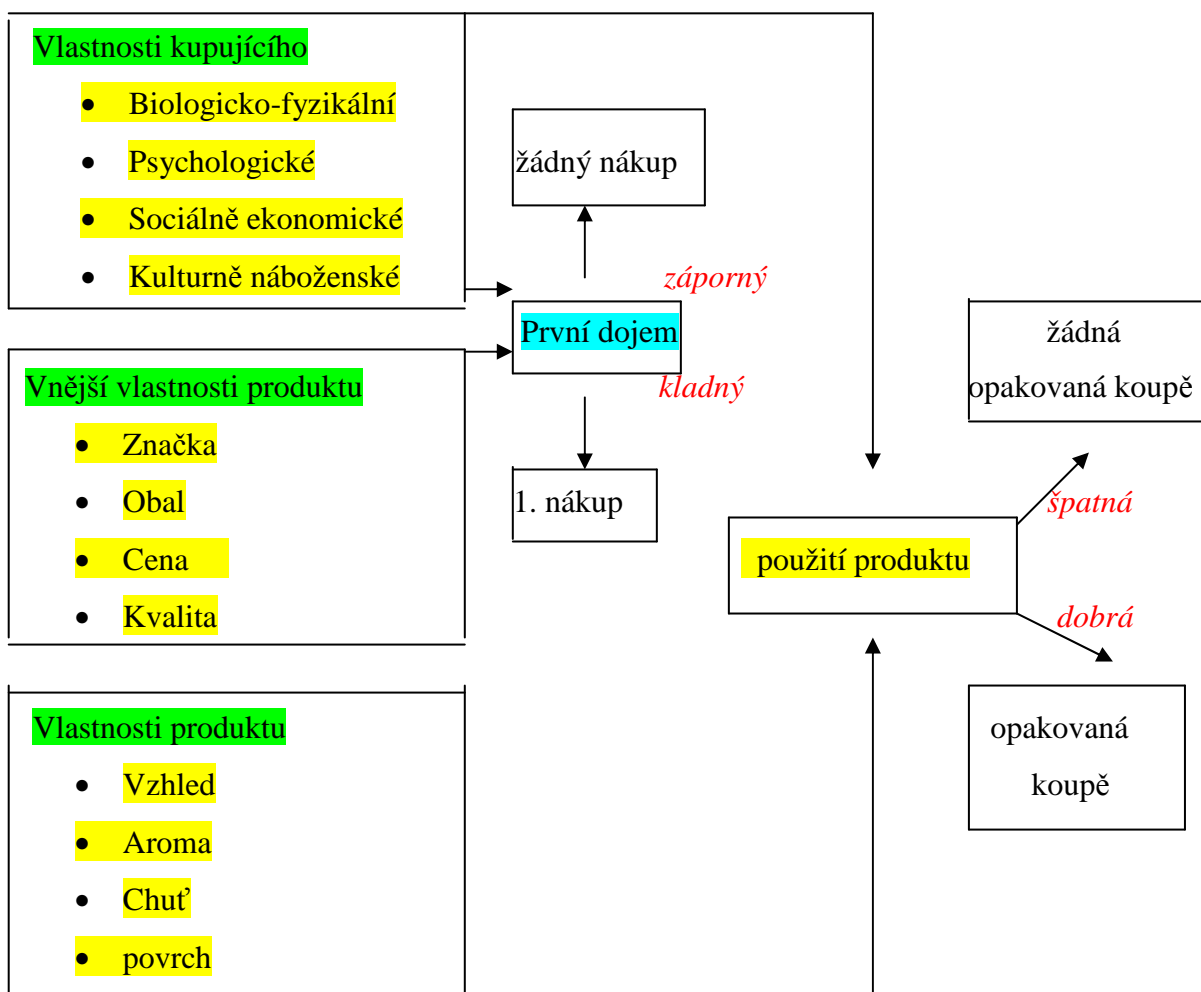 Vlastnosti kupujícího
• Biologicko-fyzikální
• Psychologické
• Sociálně ekonomické
• Kulturně náboženské
žádný nákup
záporný
První dojem
kladný
1. nákup
Vnější vlastnosti produktu
• Značka
• Obal
• Cena
• Kvalita
Vlastnosti produktu
• Vzhled
• Aroma
• Chuť
• povrch
použití produktu
žádná
opakovaná koupě
špatná
dobrá
opakovaná
koupě